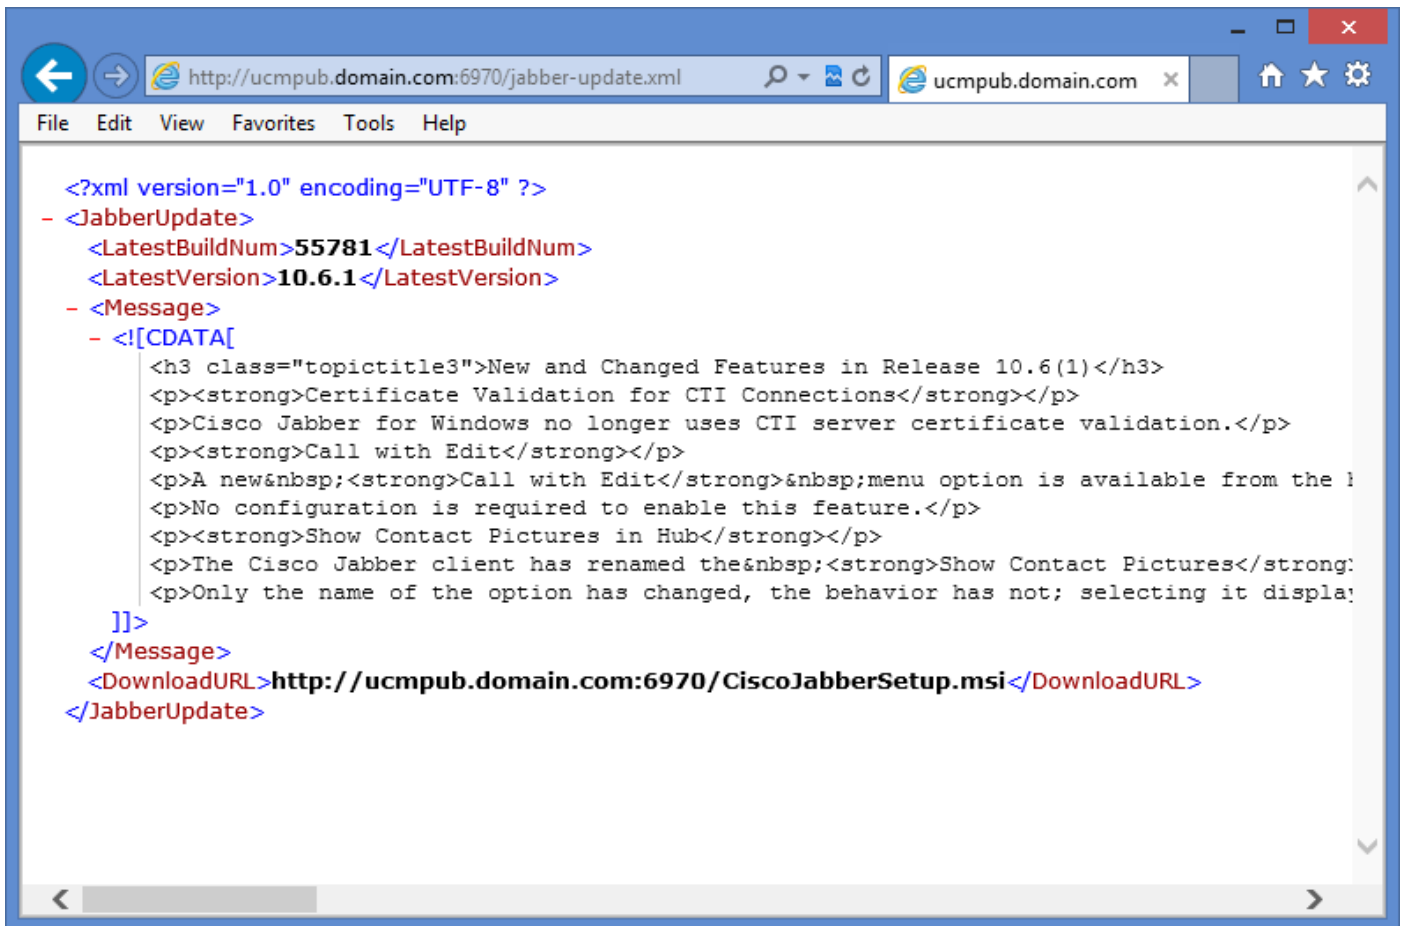 http://ucmpub.domain.com:6970/jabber-update.xml
ucmpub.domain.com
File Edit View Favorites Tools Help
<?xml version="1.0" encoding="UTF-8" ?>
- <JabberUpdate>
<LatestBuildNum>55781</LatestBuildNum>
<LatestVersion>10.6.1</LatestVersion>
- <Message>
- <![CDATA[
<h3 class="topictitle3">New and Changed Features in Release 10.6(1)</h3>
<p><strong>Certificate Validation for CTI Connections</strong></p>
<p>Cisco Jabber for Windows no longer uses CTI server certificate validation.</p>
<p><strong>Call with Edit</strong></p>
<p>A new&nbsp;<strong>Call with Edit</strong>&nbsp;menu option is available from the
<p>No configuration is required to enable this feature.</p>
<p><strong>Show Contact Pictures in Hub</strong></p>
<p>The Cisco Jabber client has renamed the&nbsp;<strong>Show Contact Pictures</strong>
<p>Only the name of the option has changed, the behavior has not; selecting it display
]]>
</Message>
<DownloadURL>http://ucmpub.domain.com:6970/CiscoJabberSetup.msi</DownloadURL>
</JabberUpdate>